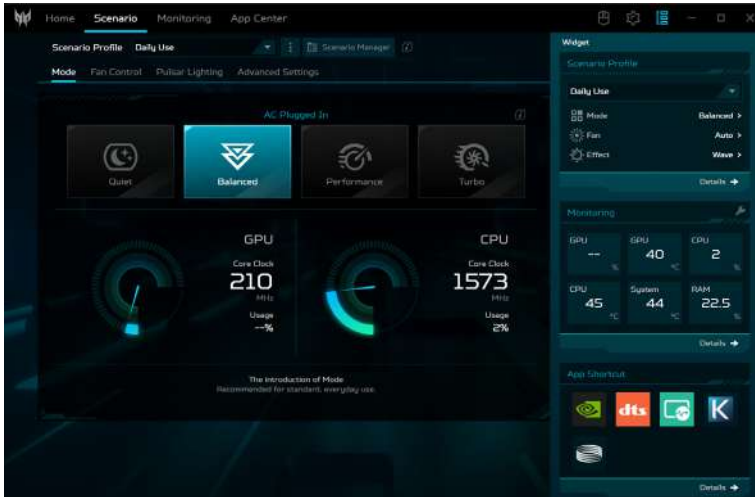 Home Scenario Monitoring App Center
Scenario Profile Daily Use Scenario Manager
Mode Fan Control Pulsar Lighting Advanced Settings
AC Plugged In
Quiet Balanced Performance Turbo
GPU
Core Clock
210
MHz
Usage
--%
CPU
Core Clock
1573
MHz
Usage
2%
The introduction of Mode
Recommended for standard, everyday use.
Widget
Scenario Profile
Daily Use
Mode Balanced >
Fan Auto >
Effect Wave >
Details
Monitoring
GPU
--
%
GPU
40
°C
CPU
2
%
CPU
45
°C
System
44
°C
RAM
22.5
%
Details
App Shortcut
dts
K
Details